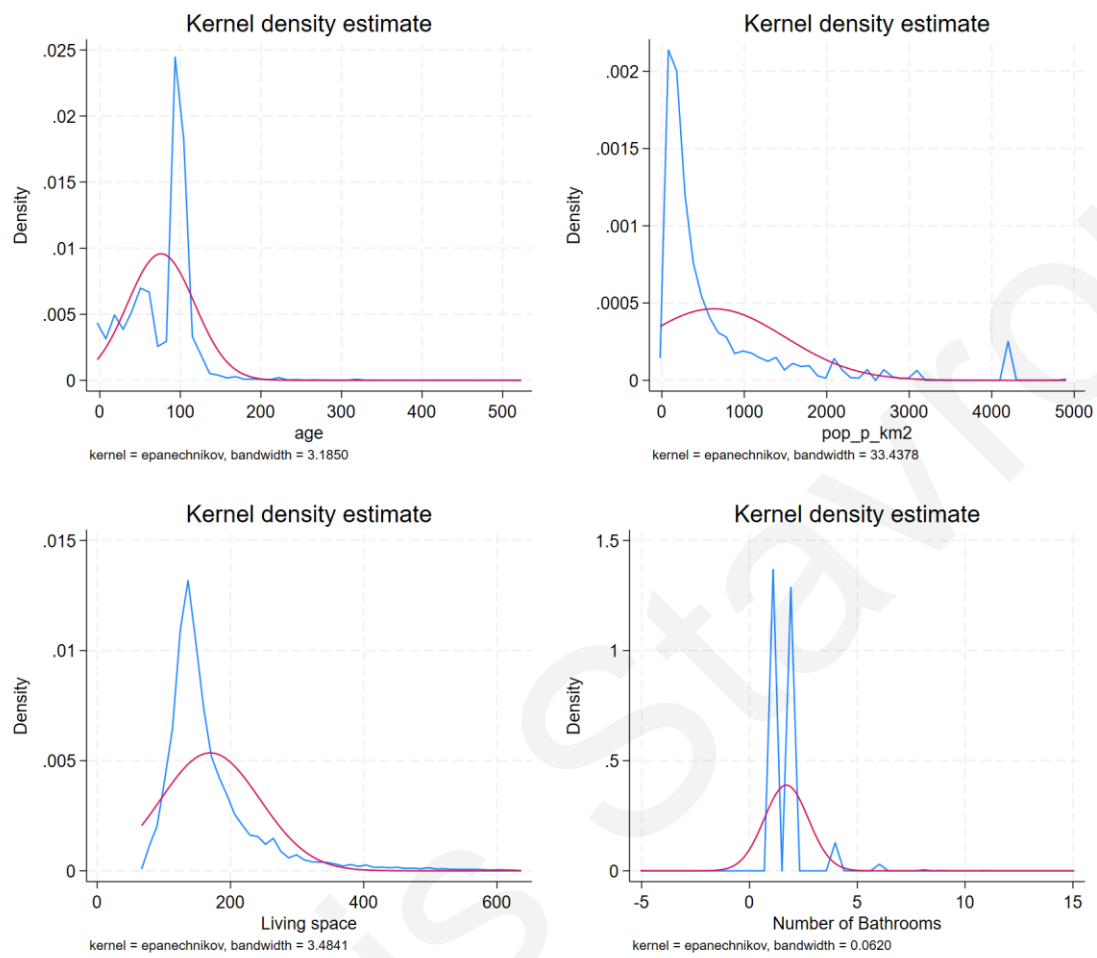 Kernel density estimate
.025
.02
.015
.01
.005
0
Density
0 100 200 300 400 500
age
kernel = epanechnikov, bandwidth = 3.1850
Kernel density estimate
.002
.0015
.001
.0005
0
Density
0 1000 2000 3000 4000 5000
pop_p_km2
kernel = epanechnikov, bandwidth = 33.4378
Kernel density estimate
.015
.01
.005
0
Density
0 200 400 600
Living space
kernel = epanechnikov, bandwidth = 3.4841
Kernel density estimate
1.5
1
.5
0
Density
-5 0 5 10 15
Number of Bathrooms
kernel = epanechnikov, bandwidth = 0.0620